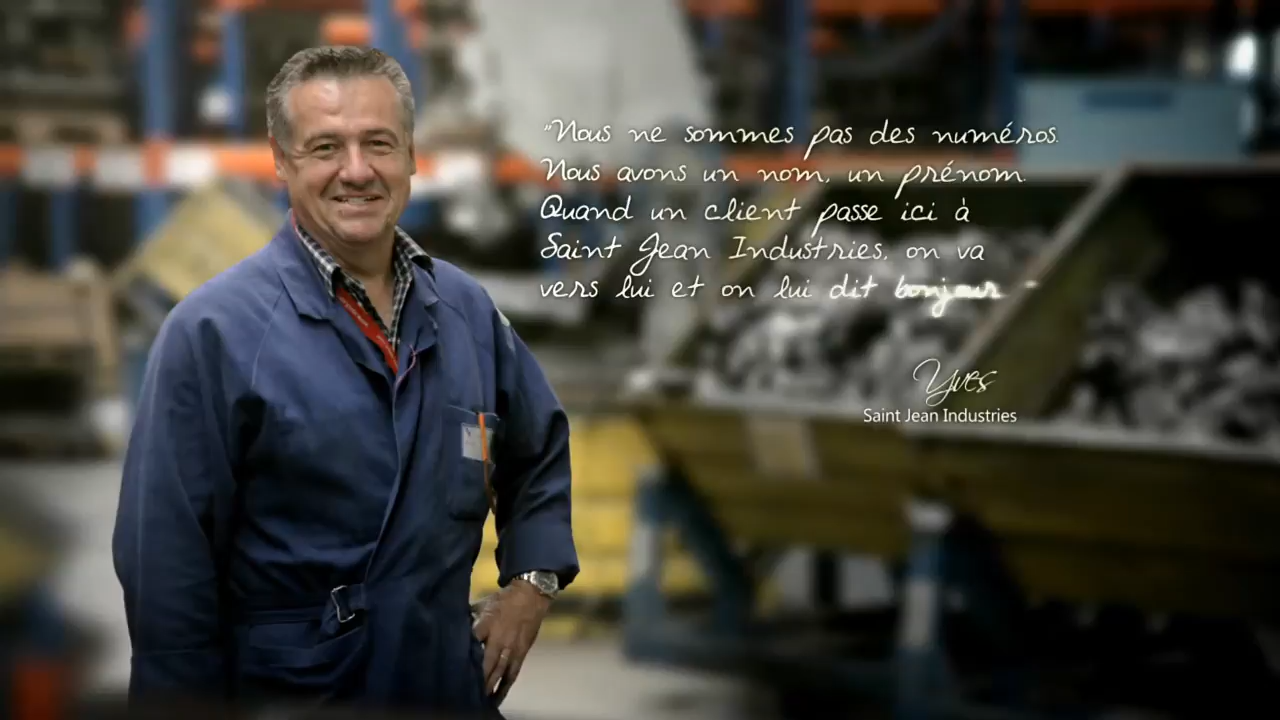 "Nous ne sommes pas des numéros.
Nous avons un nom, un prénom.
Quand un client passe ici à
Saint Jean Industries, on va
vers lui et on lui dit bonjour
Yves
Saint Jean Industries